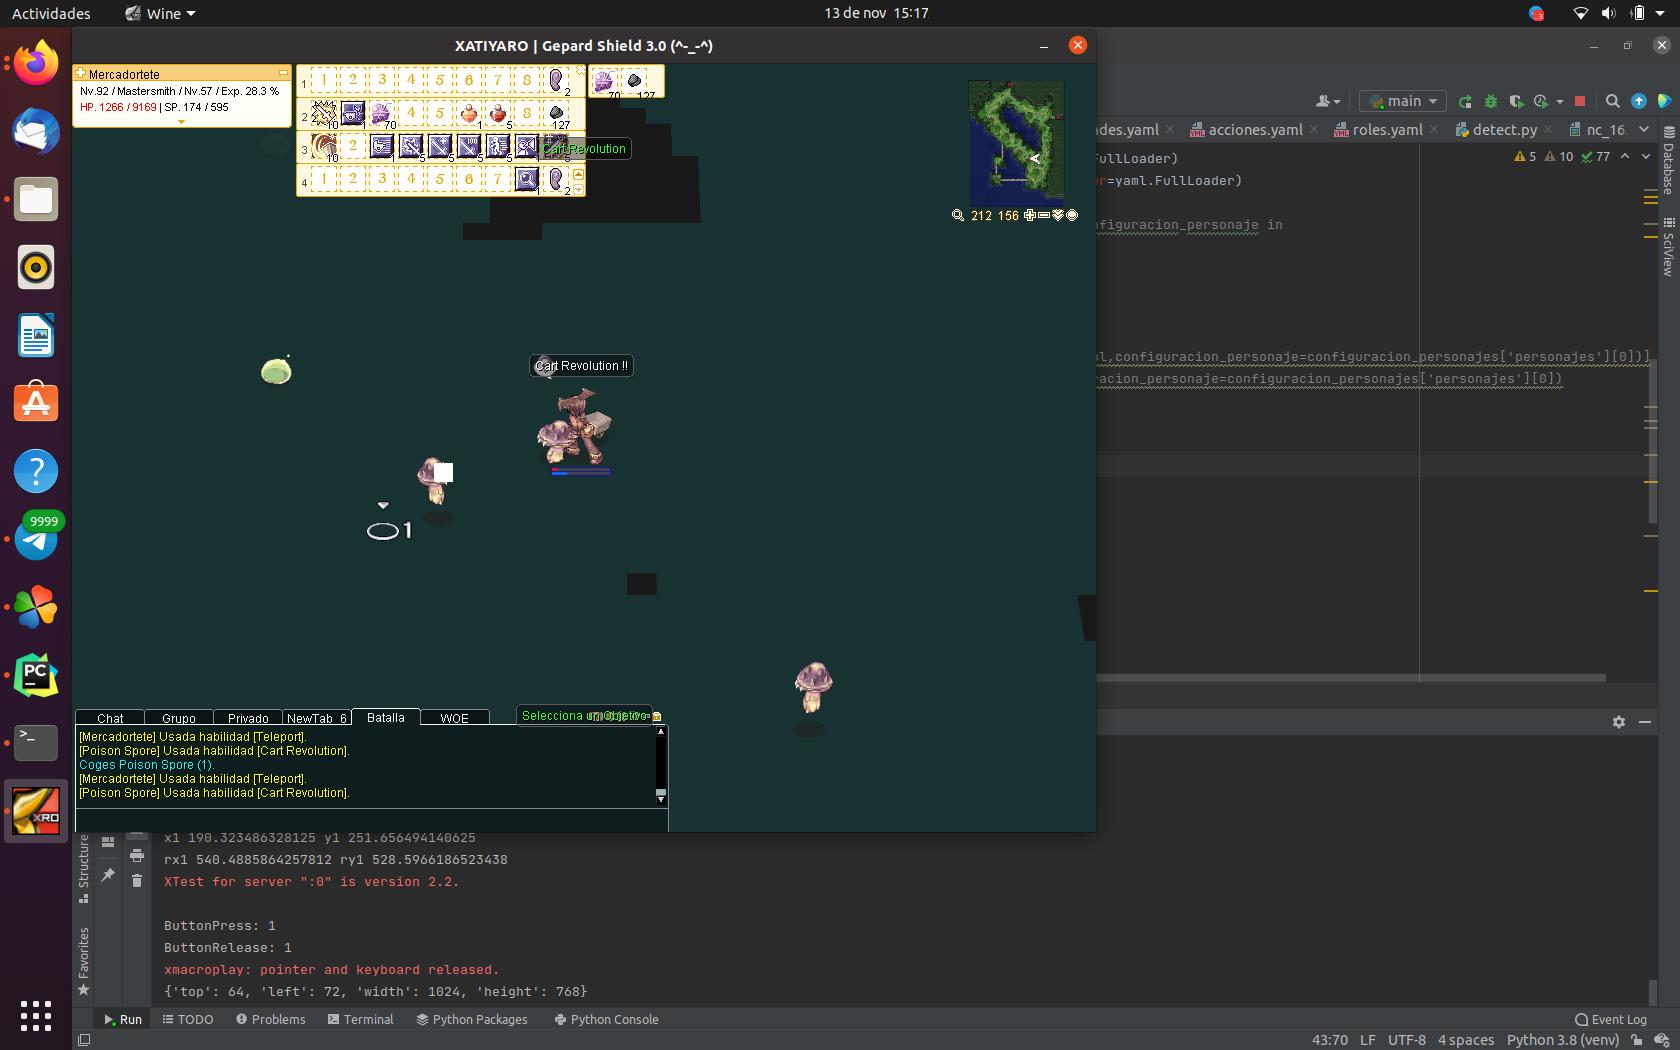 Actividades
Wine
13 de nov 15:17
3
XATIYARO | Gepard Shield 3.0 (^-_-^)
Mercadortete
Nv.92 / Mastersmith / Nv.57 / Exp. 28.3 %
HP. 1266 / 9169 | SP. 174 / 595
1 1 2 3 4 5 6 7 8 2
70 127
2 10 1 70 4 5 1 5 8 127
3 10 2 1 5 5 5 5 5
Cart Revolution
4 1 2 3 4 5 6 7 1 2
212 156
Cart Revolution !!
1
9999
Chat
Grupo
Privado
NewTab_6
Batalla
WOE
Selecciona un objetivo
[Mercadortete] Usada habilidad [Teleport].
[Poison Spore] Usada habilidad [Cart Revolution].
Coges Poison Spore (1).
[Mercadortete] Usada habilidad [Teleport].
[Poison Spore] Usada habilidad [Cart Revolution].
PC
XRO
main
ades.yaml
acciones.yaml
roles.yaml
detect.py
nc_16.
5 10 77
Database
SciView
FullLoader)
r=yaml.FullLoader)
nfiguracion_personaje in
al,configuracion_personaje=configuracion_personajes['personajes'][0])]
racion_personaje=configuracion_personajes['personajes'][0])
Structure
Favorites
x1 190.323486328125 y1 251.656494140625
rx1 540.4885864257812 ry1 528.5966186523438
XTest for server ":0" is version 2.2.
ButtonPress: 1
ButtonRelease: 1
xmacroplay: pointer and keyboard released.
{'top': 64, 'left': 72, 'width': 1024, 'height': 768}
Run
TODO
Problems
Terminal
Python Packages
Python Console
Event Log
43:70 LF UTF-8 4 spaces Python 3.8 (venv)